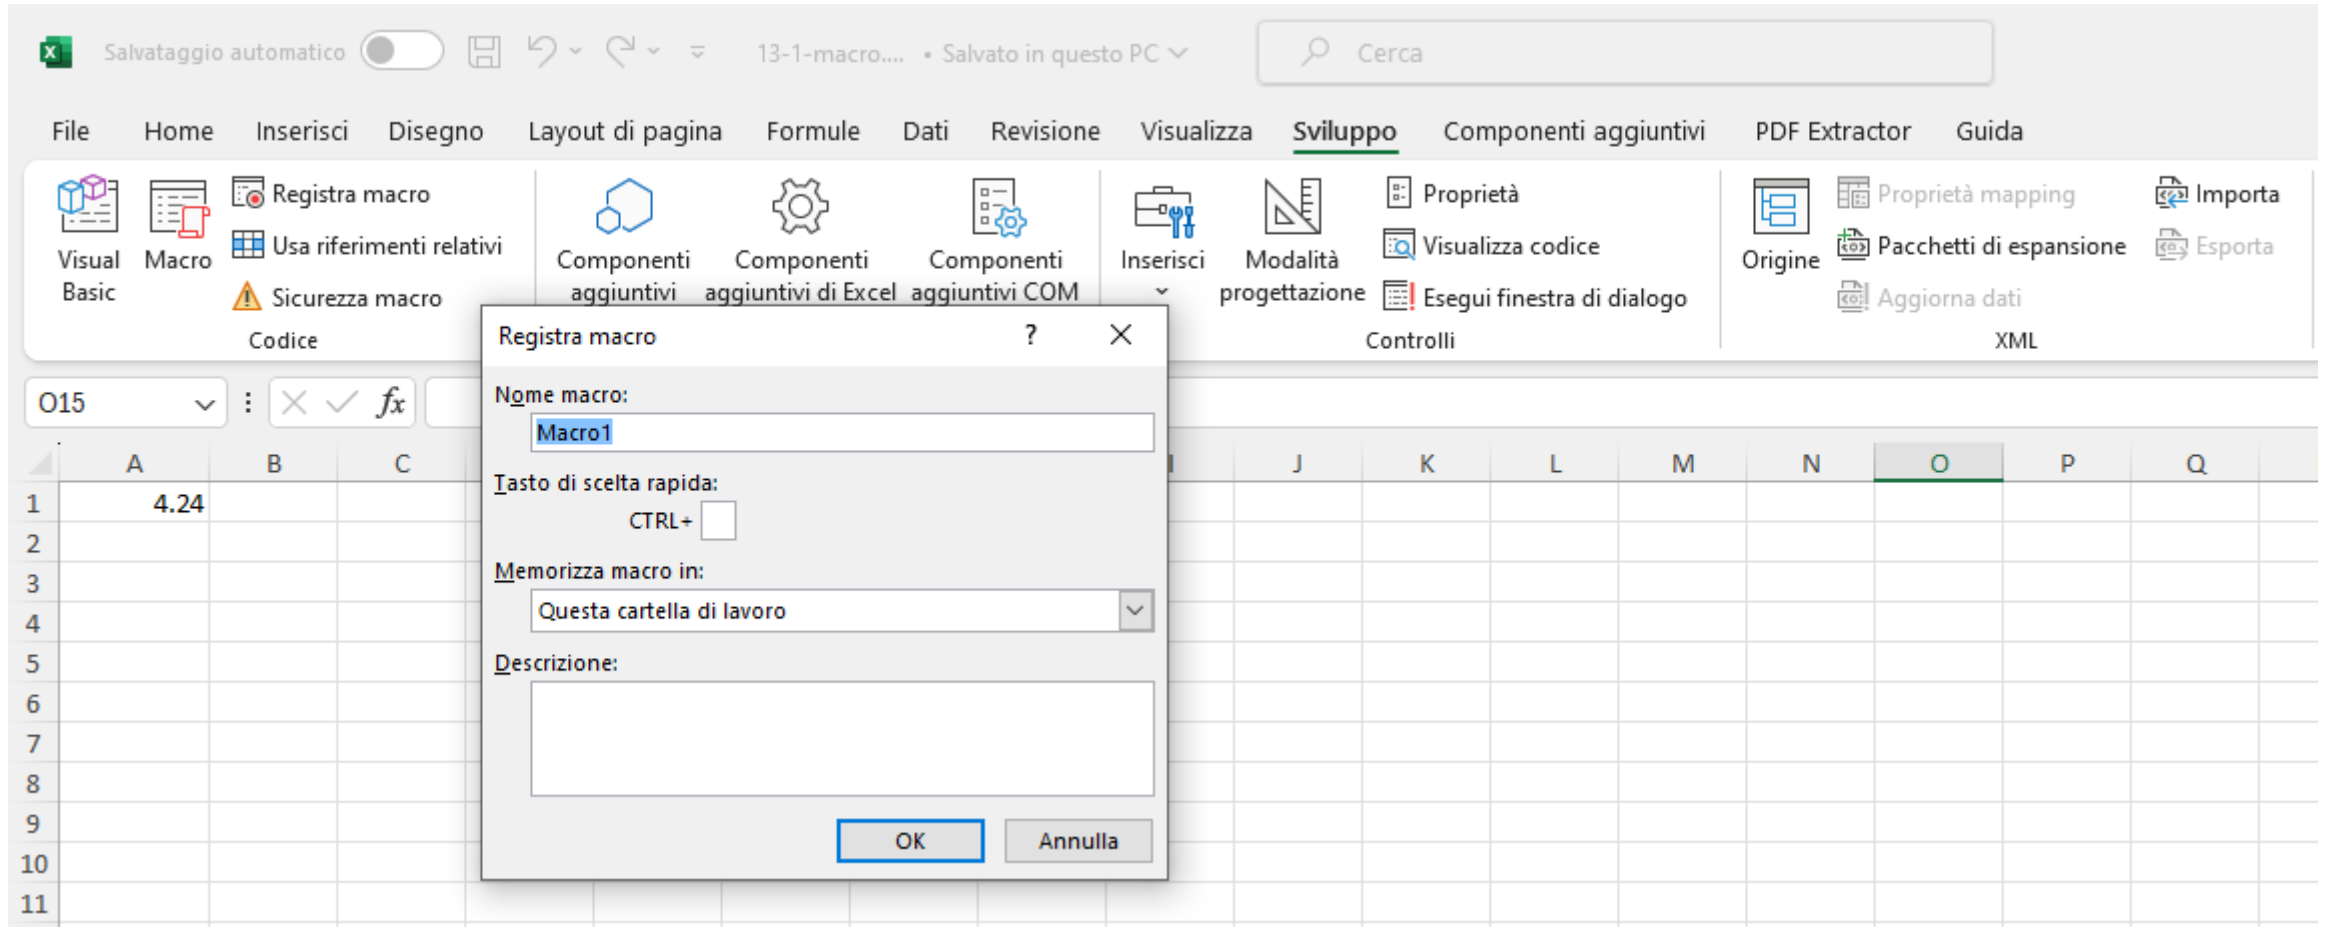 Salvataggio automatico 13-1-macro.... • Salvato in questo PC Cerca
File Home Inserisci Disegno Layout di pagina Formule Dati Revisione Visualizza Sviluppo Componenti aggiuntivi PDF Extractor Guida
Visual Basic
Macro
Registra macro
Usa riferimenti relativi
Sicurezza macro
Codice
Componenti aggiuntivi
Componenti aggiuntivi di Excel
Componenti aggiuntivi COM
Inserisci
Modalità progettazione
Proprietà
Visualizza codice
Esegui finestra di dialogo
Controlli
Origine
Proprietà mapping
Pacchetti di espansione
Aggiorna dati
Importa
Esporta
XML
O15 fx
Registra macro ?
Nome macro:
Macro1
Tasto di scelta rapida:
CTRL+
Memorizza macro in:
Questa cartella di lavoro
Descrizione:
OK Annulla
A B C I J K L M N O P Q
1 4.24
2
3
4
5
6
7
8
9
10
11